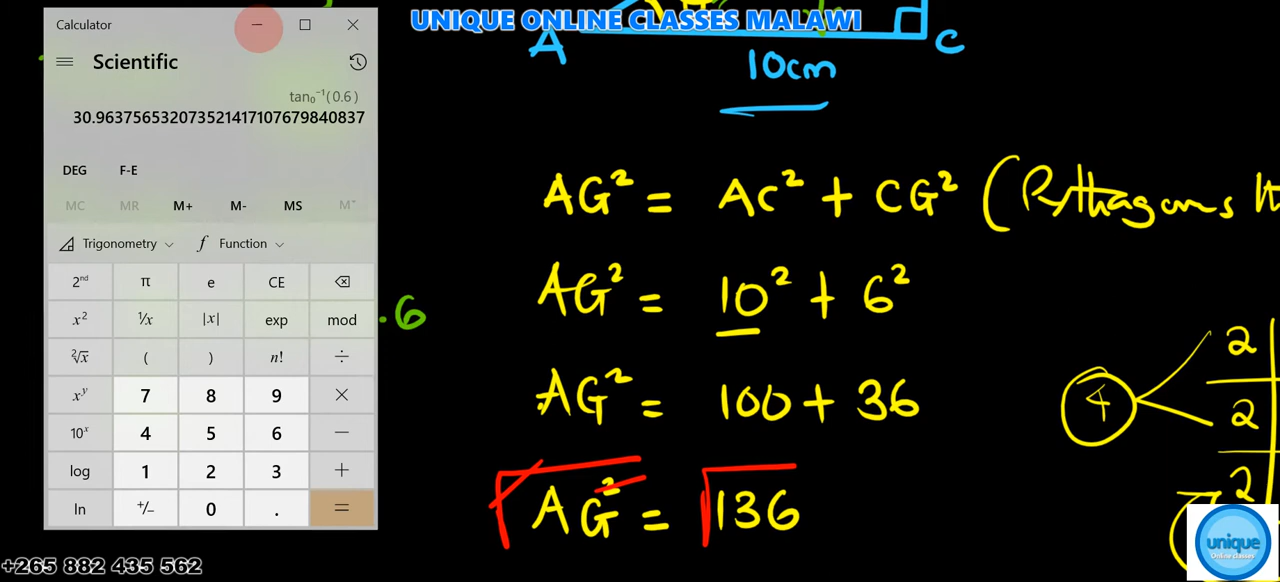 UNIQUE ONLINE CLASSES MALAWI
A
C
10cm
Calculator
Scientific
tan₀⁻¹(0.6)
30.963756532073521417107679840837
DEG F-E
MC MR M+ M- MS M˅
Trigonometry f Function
2ⁿᵈ π e CE
x² ¹/x |x| exp mod
²√x ( ) n! ÷
xʸ 7 8 9 ×
10ˣ 4 5 6 −
log 1 2 3 +
ln +/− 0 . =
.6
AG² = AC² + CG² (Pythagoras
AG² = 10² + 6²
AG² = 100 + 36
√AG² = √136
4
2
2
2
unique
Online classes
+265 882 435 562